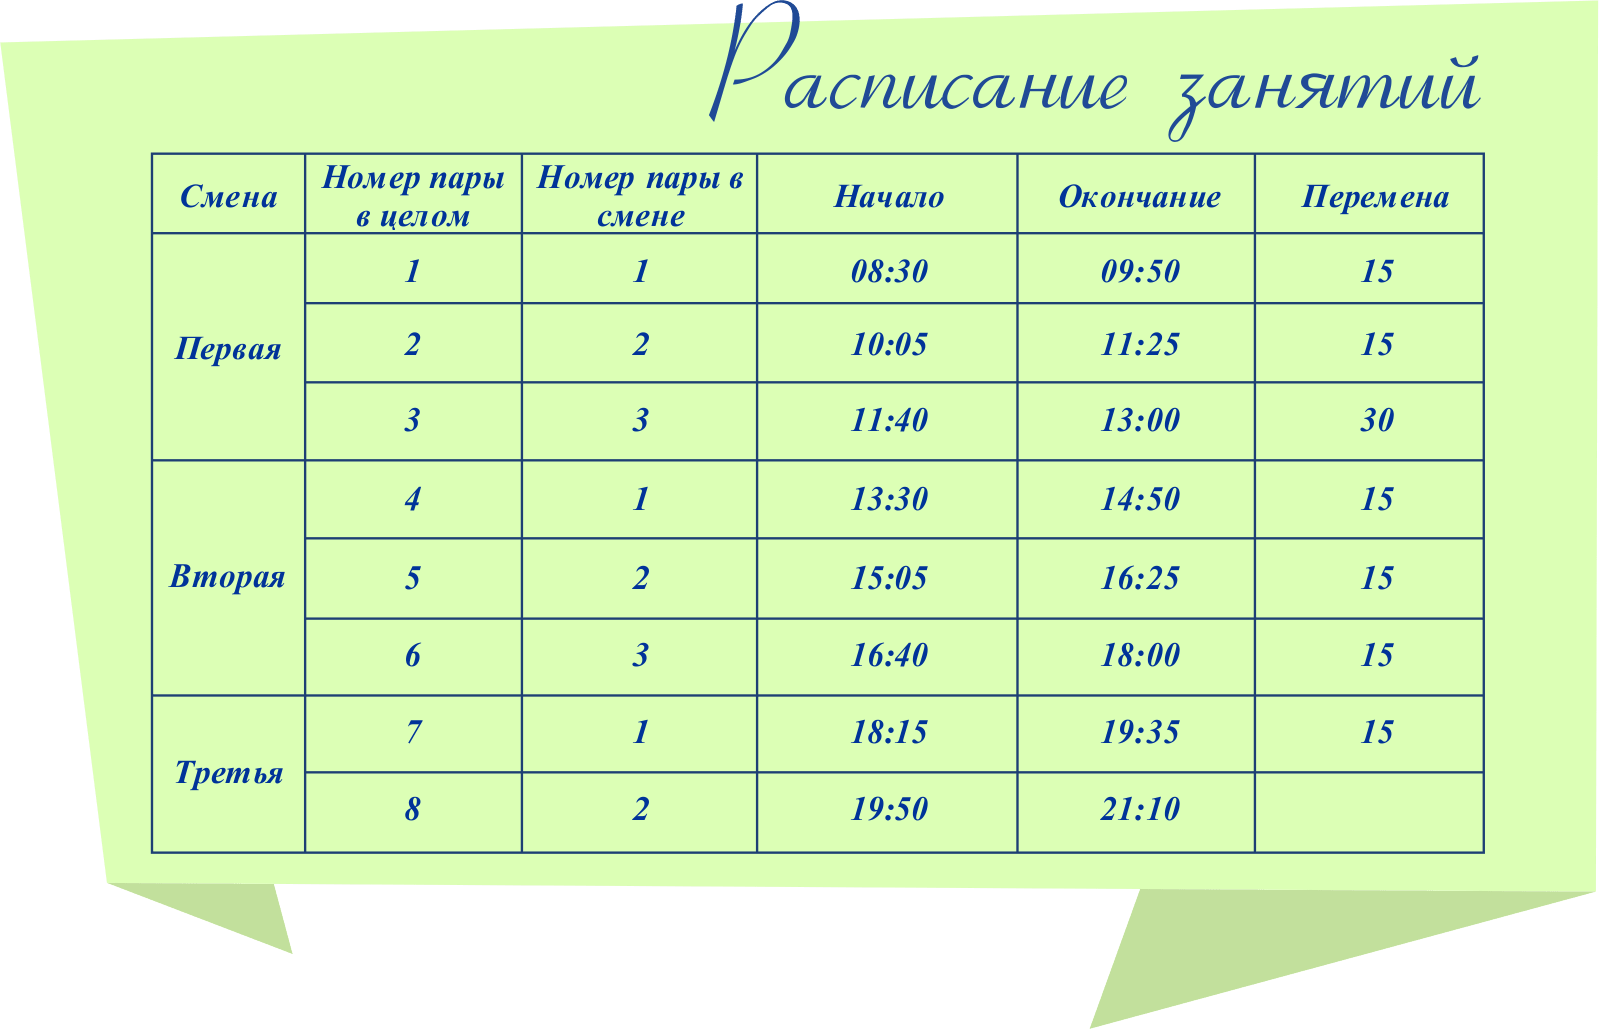 Расписание занятий
Смена Номер пары в целом Номер пары в смене Начало Окончание Перемена
Первая 1 1 08:30 09:50 15
2 2 10:05 11:25 15
3 3 11:40 13:00 30
Вторая 4 1 13:30 14:50 15
5 2 15:05 16:25 15
6 3 16:40 18:00 15
Третья 7 1 18:15 19:35 15
8 2 19:50 21:10